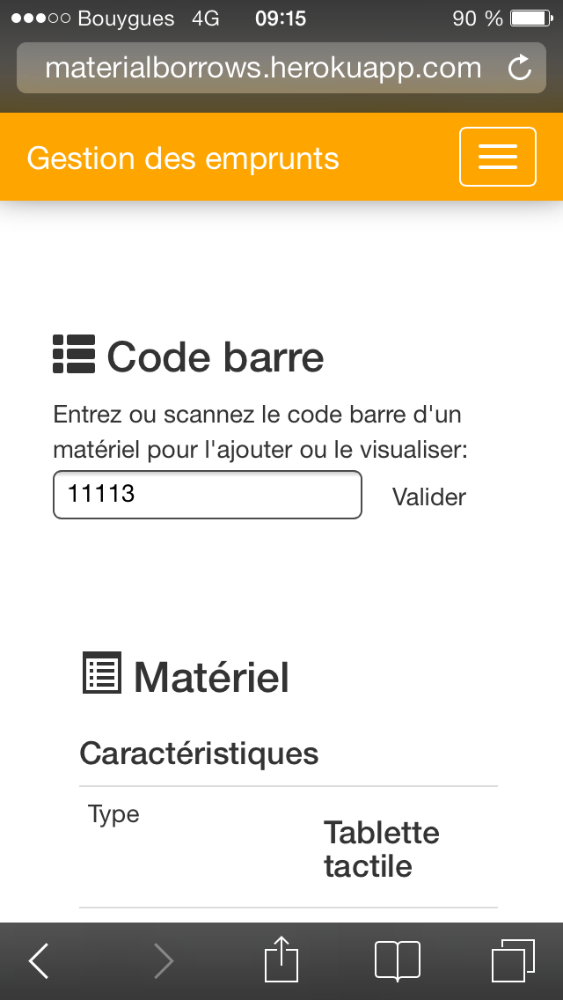 Bouygues 4G 09:15 90 %
materialborrows.herokuapp.com
Gestion des emprunts
Code barre
Entrez ou scannez le code barre d'un
matériel pour l'ajouter ou le visualiser:
11113 Valider
Matériel
Caractéristiques
Type Tablette
tactile